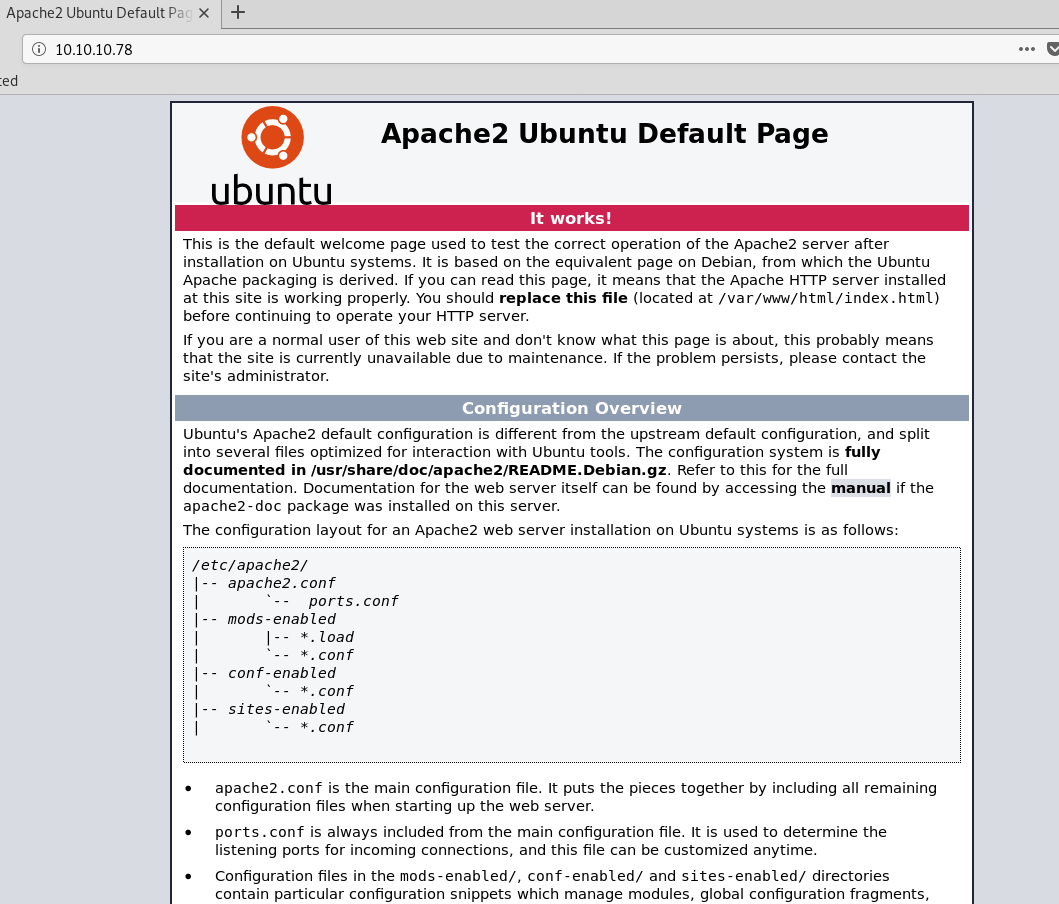 Apache2 Ubuntu Default Pag
10.10.10.78
ted
Apache2 Ubuntu Default Page
ubuntu
It works!
This is the default welcome page used to test the correct operation of the Apache2 server after
installation on Ubuntu systems. It is based on the equivalent page on Debian, from which the Ubuntu
Apache packaging is derived. If you can read this page, it means that the Apache HTTP server installed
at this site is working properly. You should replace this file (located at /var/www/html/index.html)
before continuing to operate your HTTP server.
If you are a normal user of this web site and don't know what this page is about, this probably means
that the site is currently unavailable due to maintenance. If the problem persists, please contact the
site's administrator.
Configuration Overview
Ubuntu's Apache2 default configuration is different from the upstream default configuration, and split
into several files optimized for interaction with Ubuntu tools. The configuration system is fully
documented in /usr/share/doc/apache2/README.Debian.gz. Refer to this for the full
documentation. Documentation for the web server itself can be found by accessing the manual if the
apache2-doc package was installed on this server.
The configuration layout for an Apache2 web server installation on Ubuntu systems is as follows:
/etc/apache2/
|-- apache2.conf
|       `--  ports.conf
|-- mods-enabled
|       |-- *.load
|       `-- *.conf
|-- conf-enabled
|       `-- *.conf
|-- sites-enabled
|       `-- *.conf
• apache2.conf is the main configuration file. It puts the pieces together by including all remaining
configuration files when starting up the web server.
• ports.conf is always included from the main configuration file. It is used to determine the
listening ports for incoming connections, and this file can be customized anytime.
• Configuration files in the mods-enabled/, conf-enabled/ and sites-enabled/ directories
contain particular configuration snippets which manage modules, global configuration fragments,